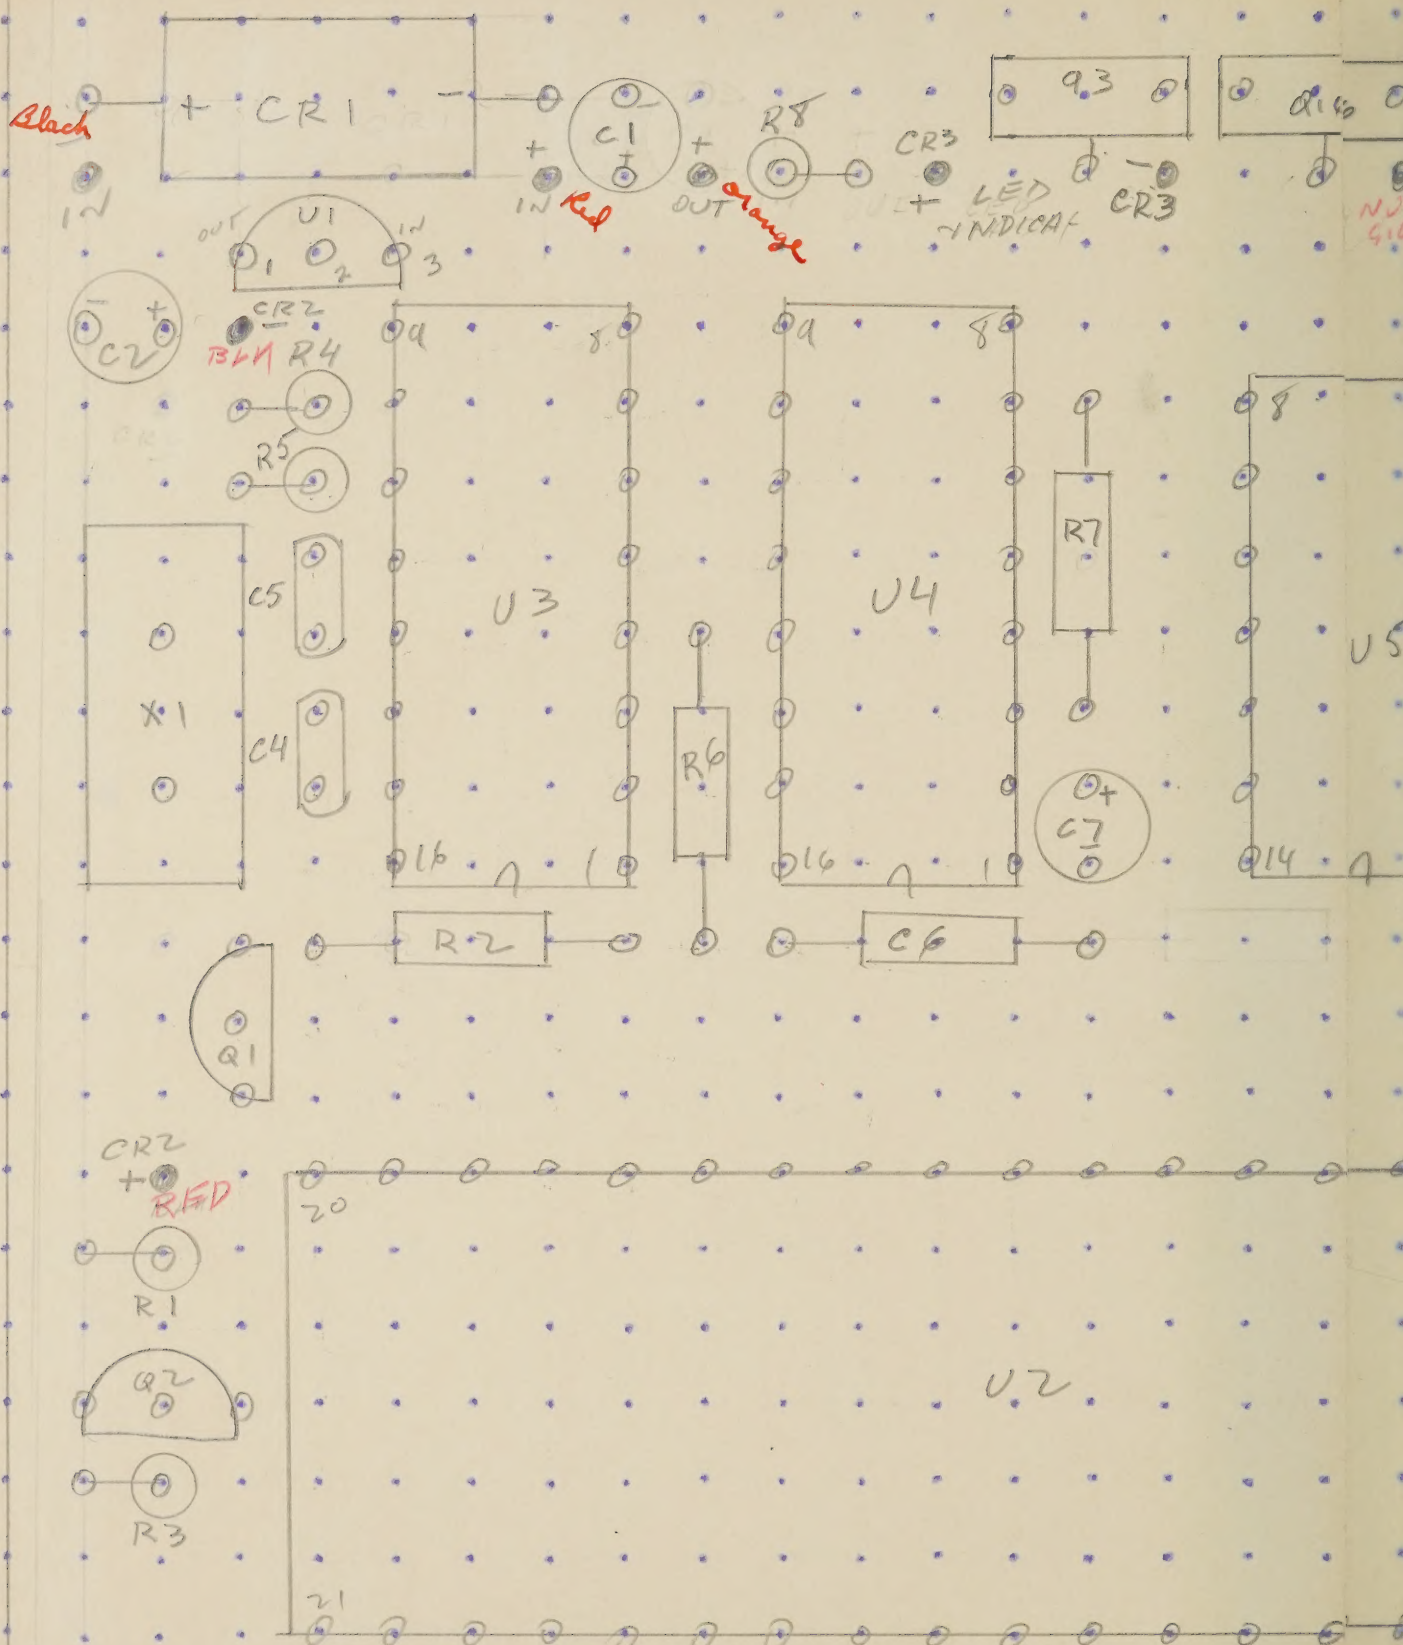 + CR1 -
-
C1
+
R8
Q3
Black
+
IN
Red
+
OUT
orange
CR3
+
LED
INDICAT
-
CR3
IN
OUT
U1
IN
1
2
3
- +
C2
CR2
-
BLK
R4
R5
9
8
9
8
8
C5
U3
U4
R7
U5
X1
C4
R6
+
C7
-
16
1
16
1
14
R2
C6
Q1
CR2
+
RED
20
R1
Q2
U2
R3
21